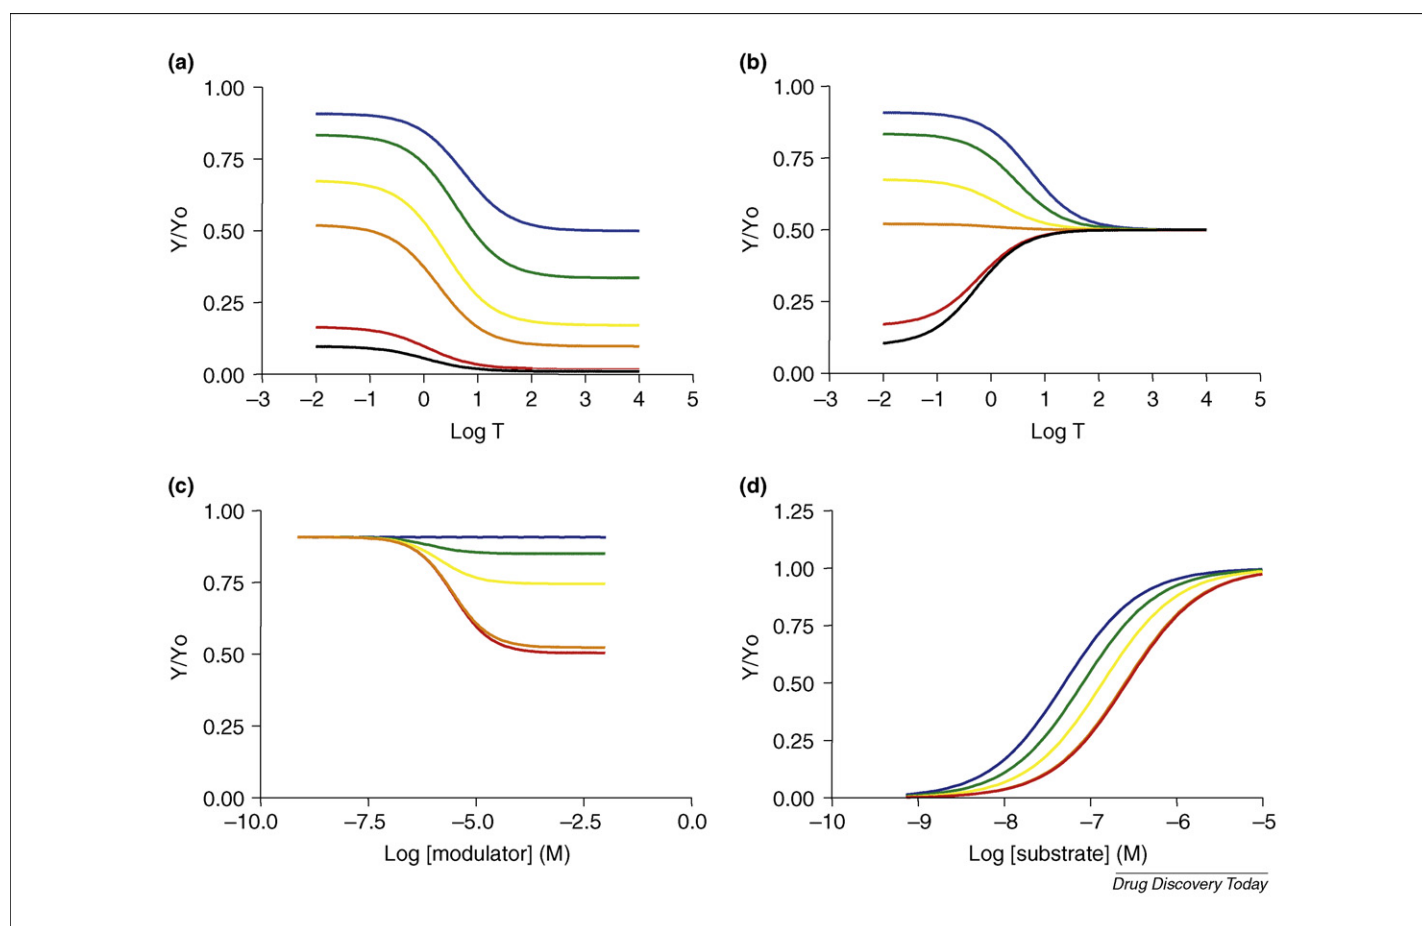 (a)
1.00
0.75
0.50
0.25
0.00
Y/Yo
–3 –2 –1 0 1 2 3 4 5
Log T
(b)
1.00
0.75
0.50
0.25
0.00
Y/Yo
–3 –2 –1 0 1 2 3 4 5
Log T
(c)
1.00
0.75
0.50
0.25
0.00
Y/Yo
–10.0 –7.5 –5.0 –2.5 0.0
Log [modulator] (M)
(d)
1.25
1.00
0.75
0.50
0.25
0.00
Y/Yo
–10 –9 –8 –7 –6 –5
Log [substrate] (M)
Drug Discovery Today